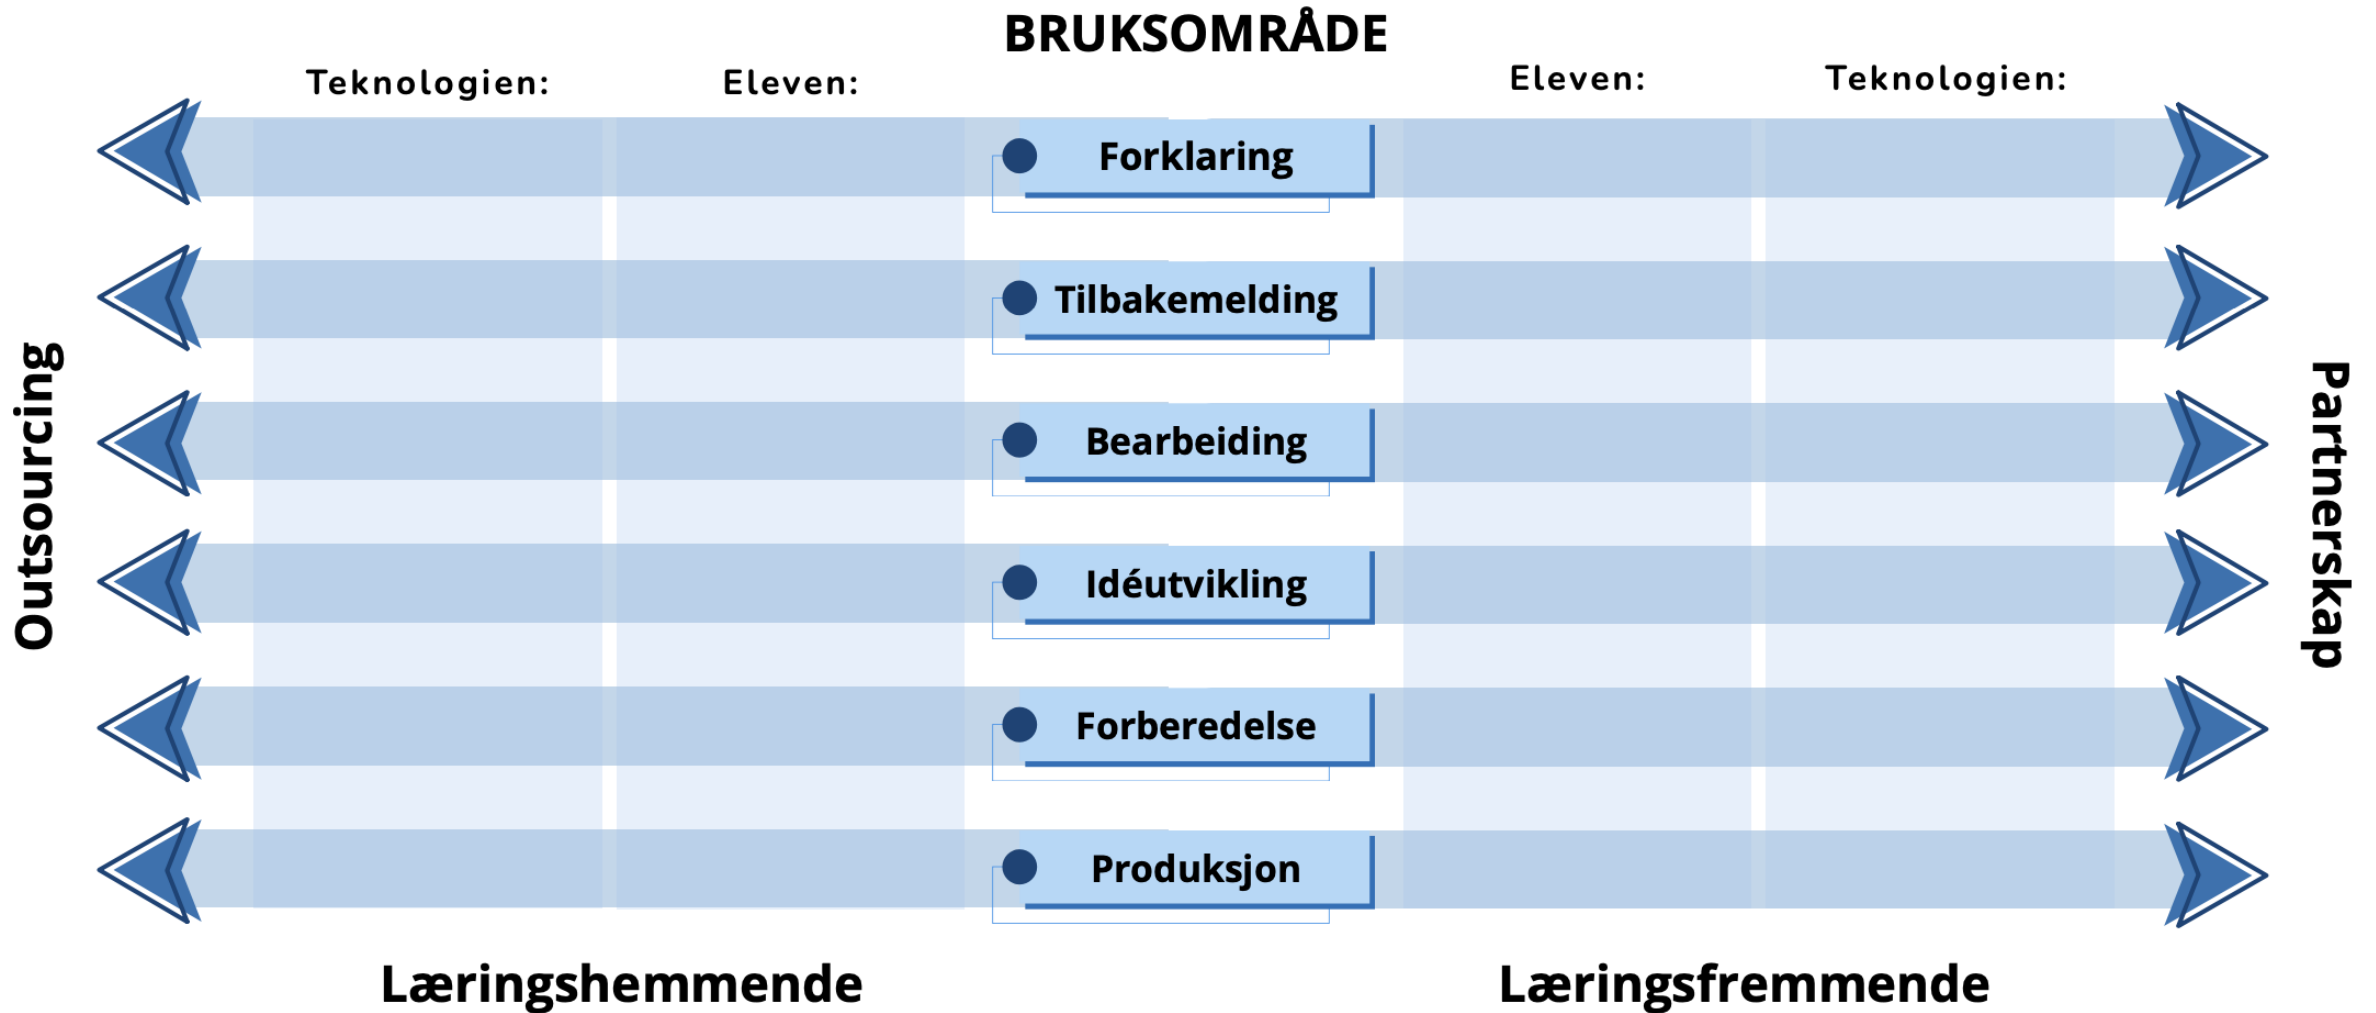 BRUKSOMRÅDE
Teknologien:
Eleven:
Eleven:
Teknologien:
Forklaring
Tilbakemelding
Bearbeiding
Idéutvikling
Forberedelse
Produksjon
Outsourcing
Partnerskap
Læringshemmende
Læringsfremmende